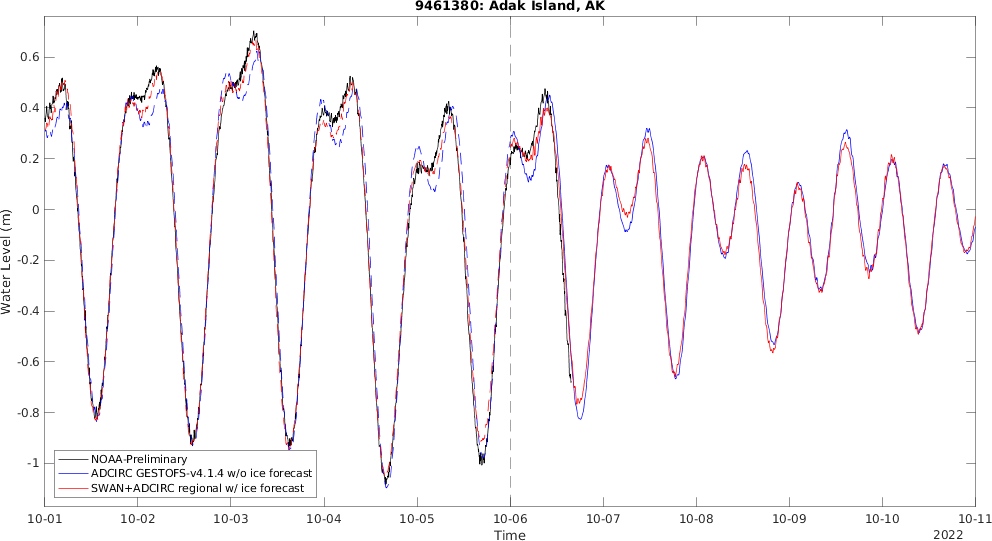 9461380: Adak Island, AK
Water Level (m)
0.6
0.4
0.2
0
-0.2
-0.4
-0.6
-0.8
-1
NOAA-Preliminary
ADCIRC GESTOFS-v4.1.4 w/o ice forecast
SWAN+ADCIRC regional w/ ice forecast
10-01 10-02 10-03 10-04 10-05 10-06 10-07 10-08 10-09 10-10 10-11
Time
2022